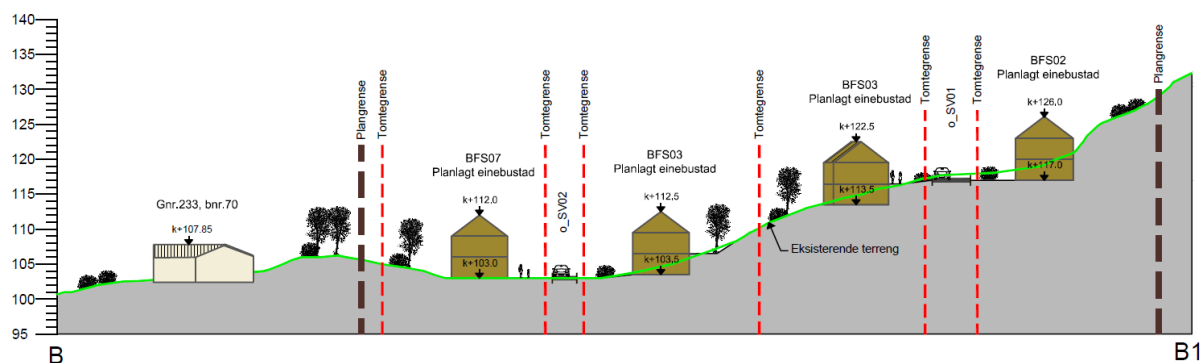 140
135
130
125
120
115
110
105
100
95
Gnr.233, bnr.70
k+107.85
Plangrense
Tomtegrense
BFS07
Planlagt einebustad
k+112.0
k+103.0
Tomtegrense
o_SV02
Tomtegrense
BFS03
Planlagt einebustad
k+112.5
k+103.5
Tomtegrense
Eksisterende terreng
BFS03
Planlagt einebustad
k+122.5
k+113.5
Tomtegrense
o_SV01
Tomtegrense
BFS02
Planlagt einebustad
k+126.0
k+117.0
Plangrense
B
B1